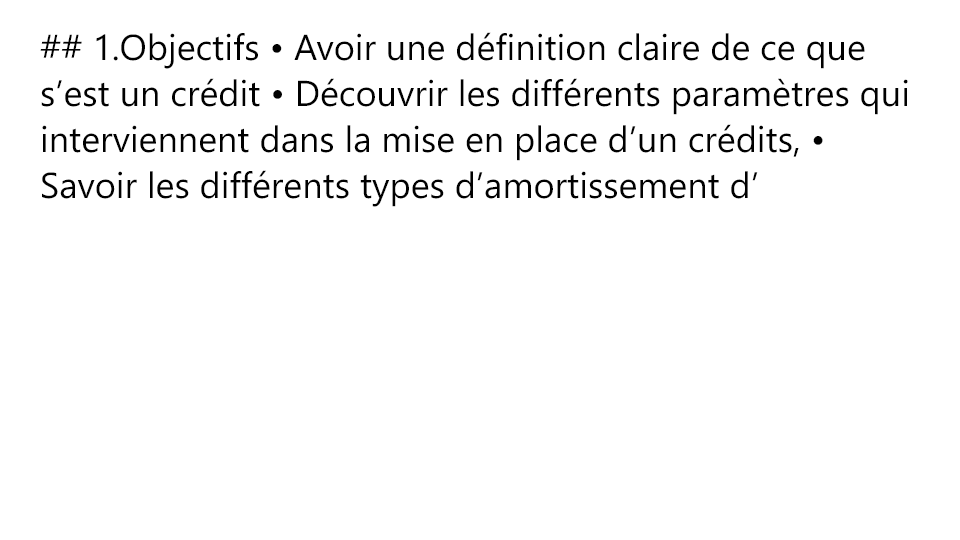 ## 1.Objectifs • Avoir une définition claire de ce que
s’est un crédit • Découvrir les différents paramètres qui
interviennent dans la mise en place d’un crédits, •
Savoir les différents types d’amortissement d’